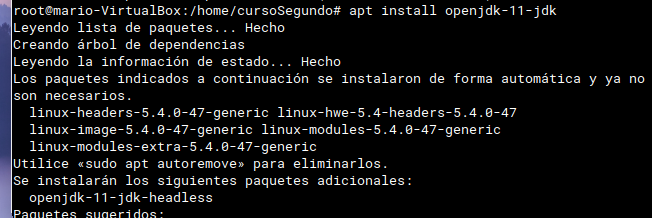 root@mario-VirtualBox:/home/cursoSegundo# apt install openjdk-11-jdk
Leyendo lista de paquetes... Hecho
Creando árbol de dependencias
Leyendo la información de estado... Hecho
Los paquetes indicados a continuación se instalaron de forma automática y ya no
son necesarios.
  linux-headers-5.4.0-47-generic linux-hwe-5.4-headers-5.4.0-47
  linux-image-5.4.0-47-generic linux-modules-5.4.0-47-generic
  linux-modules-extra-5.4.0-47-generic
Utilice «sudo apt autoremove» para eliminarlos.
Se instalarán los siguientes paquetes adicionales:
  openjdk-11-jdk-headless
Paquetes sugeridos: